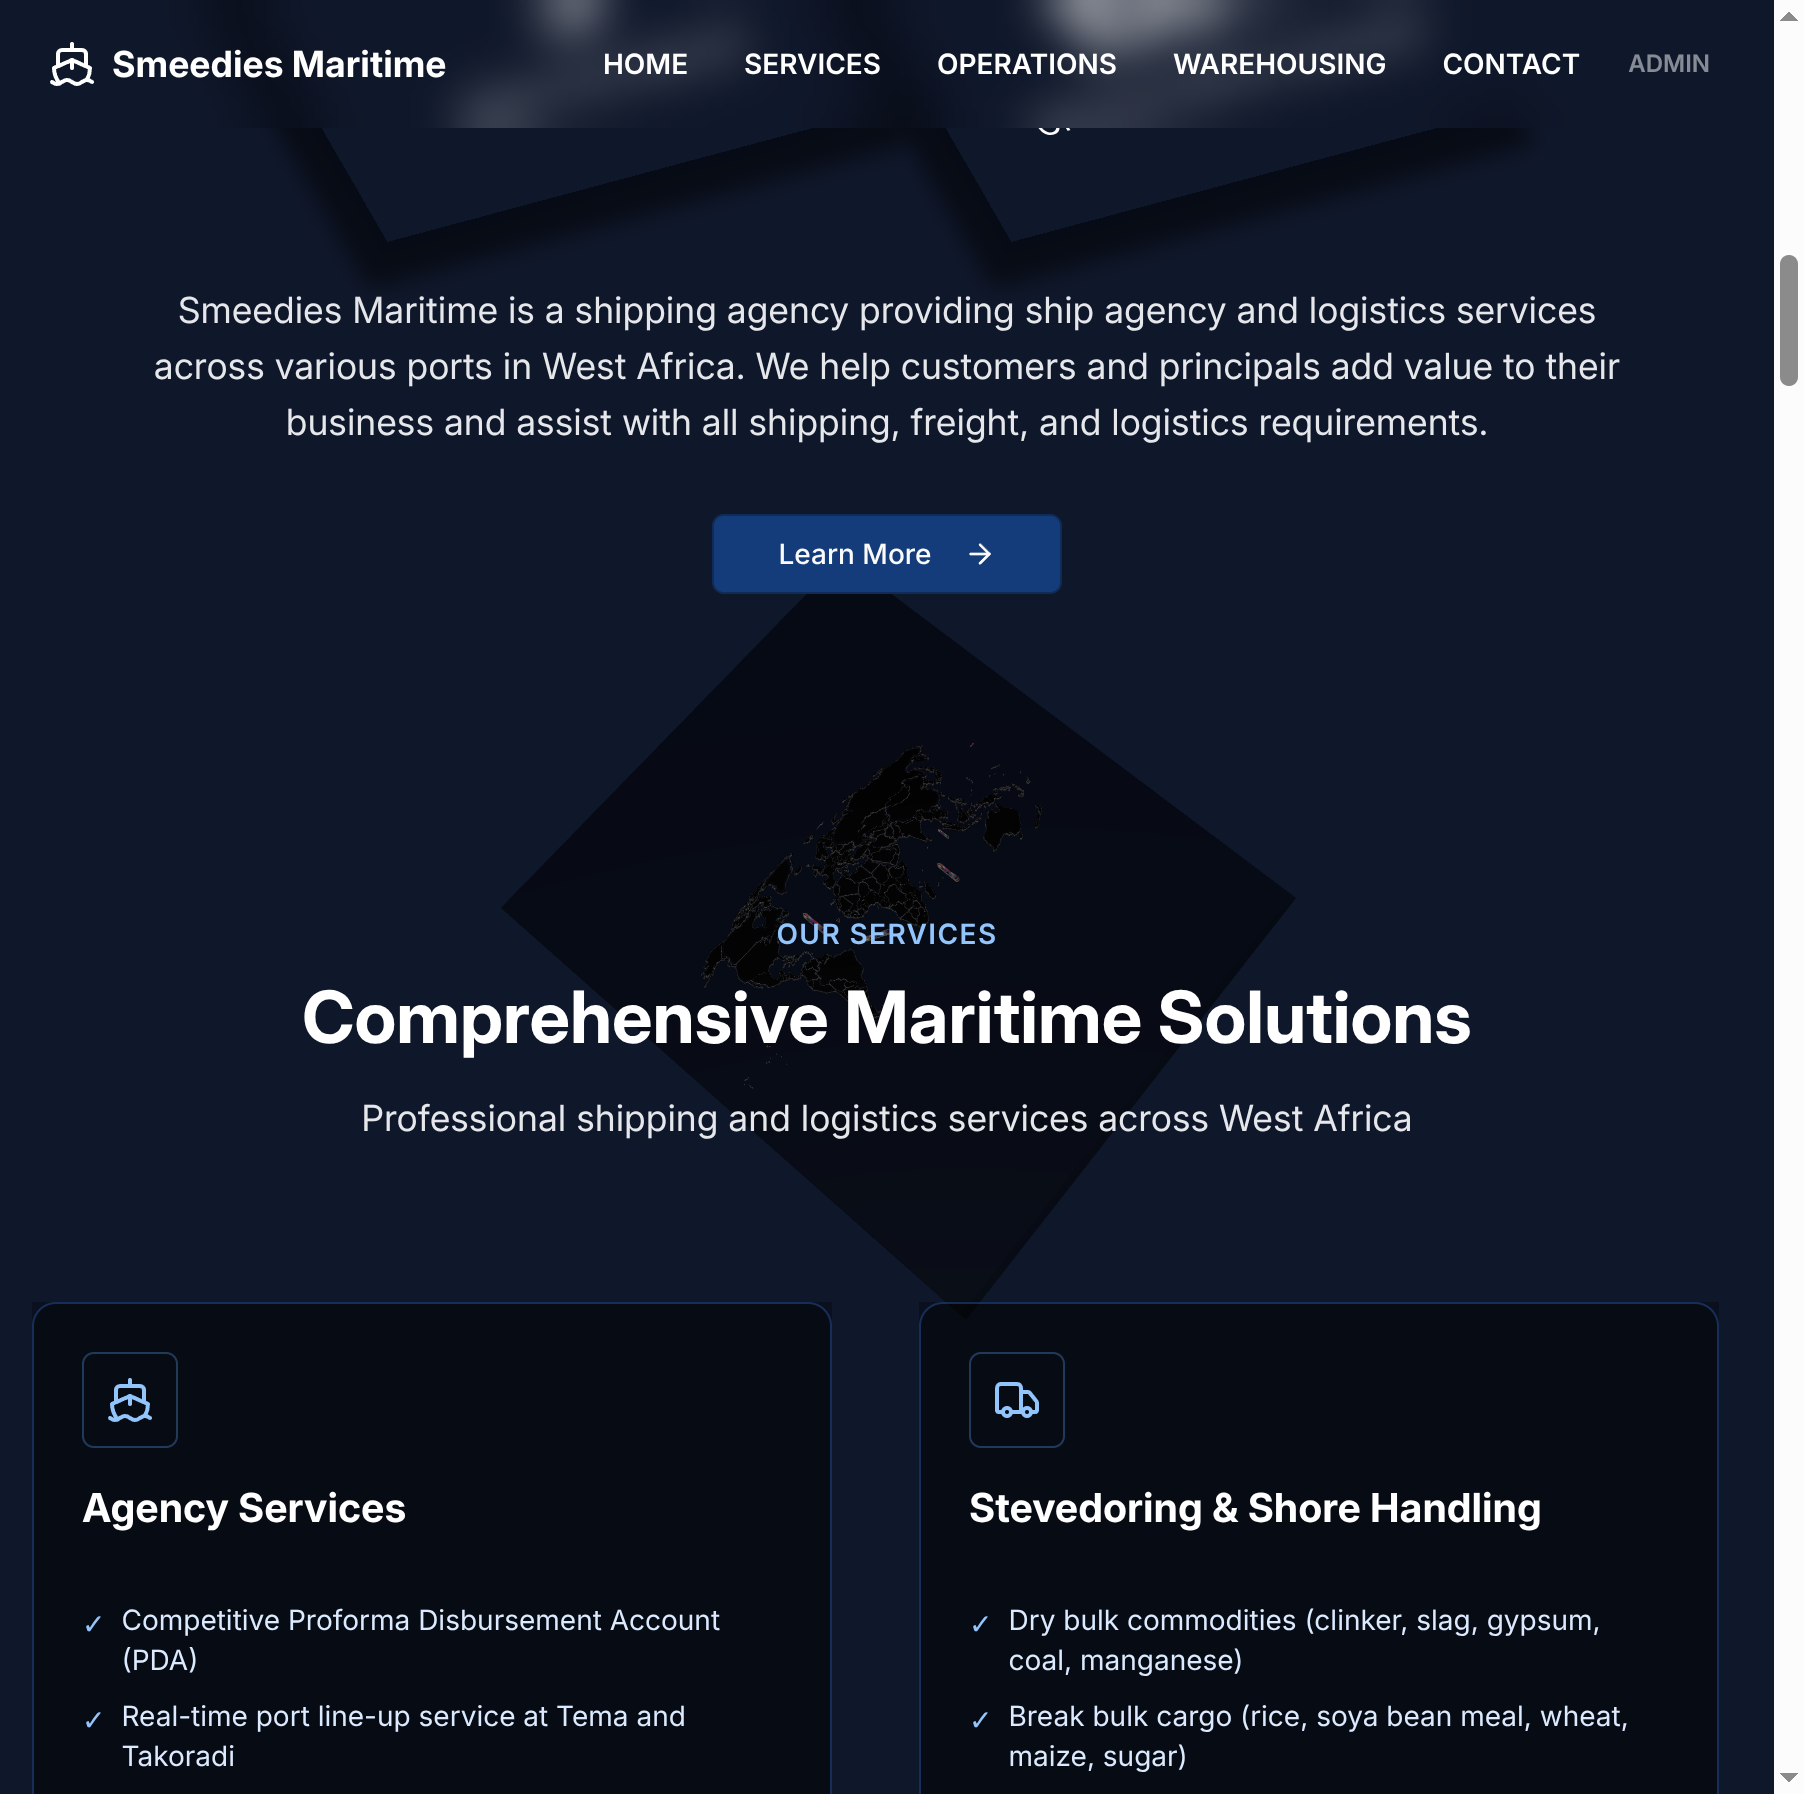 Smeedies Maritime
HOME SERVICES OPERATIONS WAREHOUSING CONTACT ADMIN
Smeedies Maritime is a shipping agency providing ship agency and logistics services
across various ports in West Africa. We help customers and principals add value to their
business and assist with all shipping, freight, and logistics requirements.
Learn More →
OUR SERVICES
Comprehensive Maritime Solutions
Professional shipping and logistics services across West Africa
Agency Services
✓ Competitive Proforma Disbursement Account
(PDA)
✓ Real-time port line-up service at Tema and
Takoradi
Stevedoring & Shore Handling
✓ Dry bulk commodities (clinker, slag, gypsum,
coal, manganese)
✓ Break bulk cargo (rice, soya bean meal, wheat,
maize, sugar)